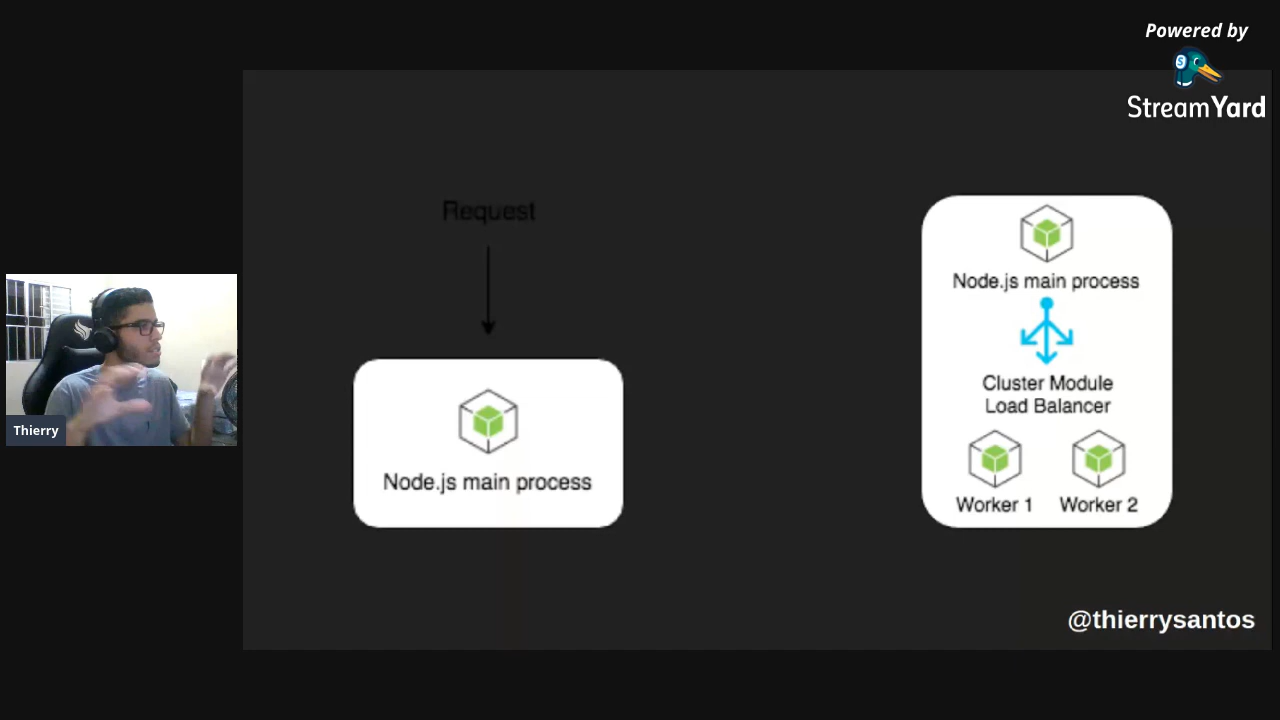 Powered by
StreamYard
Request
Node.js main process
Node.js main process
Cluster Module
Load Balancer
Worker 1
Worker 2
Thierry
@thierrysantos